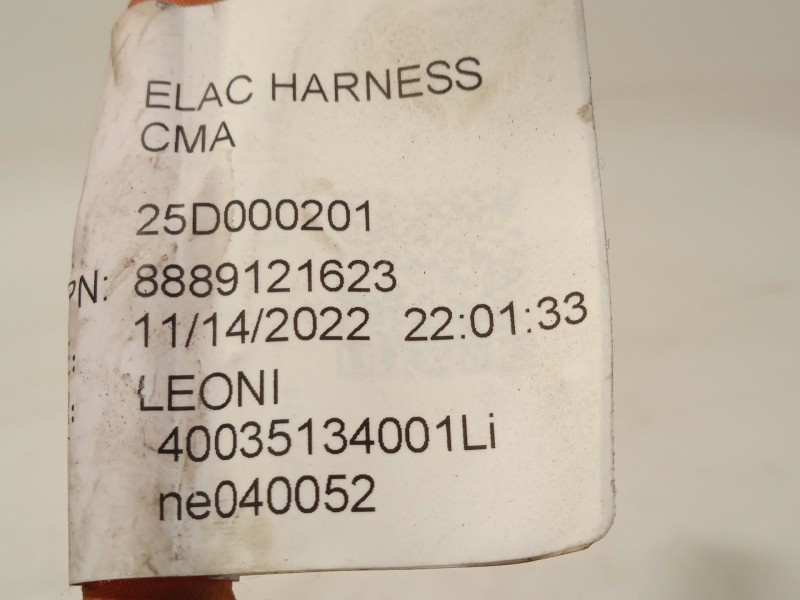 ELAC HARNESS
CMA
25D000201
PN: 8889121623
11/14/2022 22:01:33
LEONI
40035134001Li
ne040052